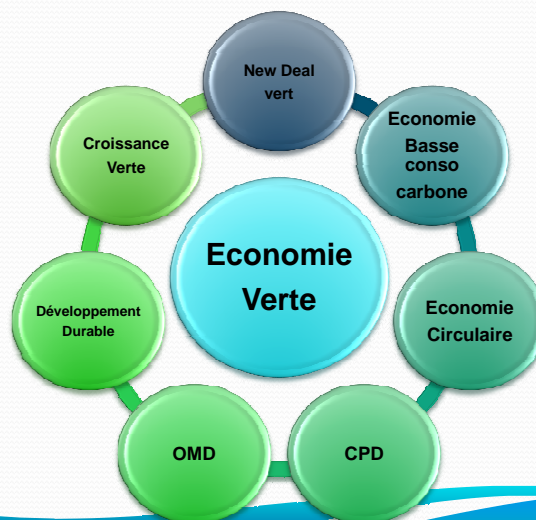 New Deal
vert
Economie
Basse
conso
carbone
Economie
Circulaire
CPD
OMD
Développement
Durable
Croissance
Verte
Economie
Verte